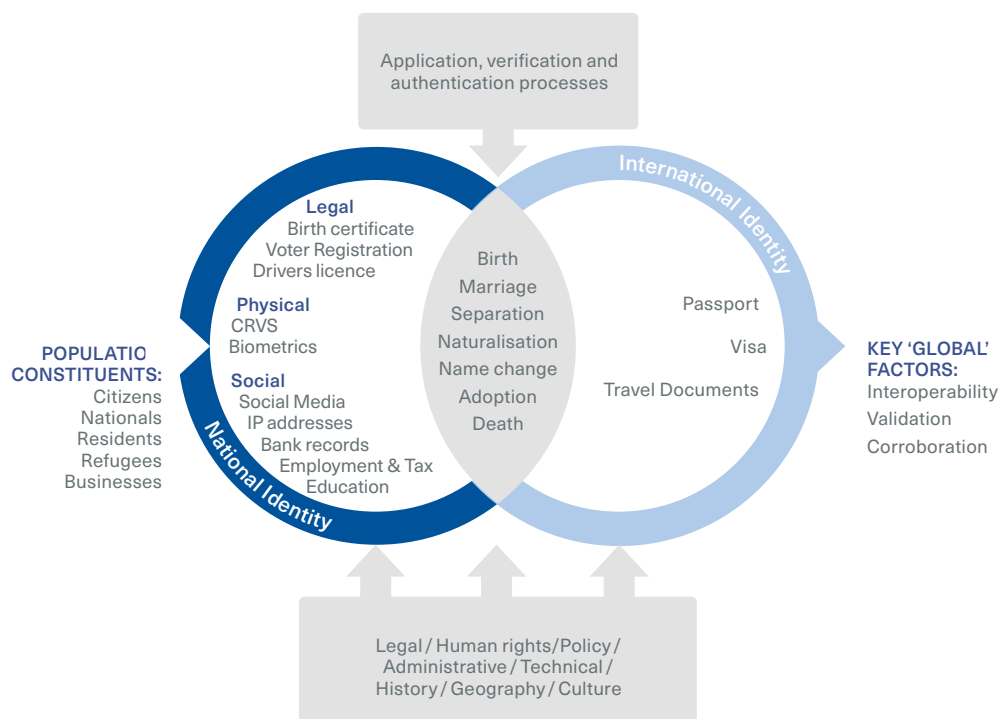 Application, verification and
authentication processes
International Identity
Legal
Birth certificate
Voter Registration
Drivers licence
Physical
CRVS
Biometrics
Social
Social Media
IP addresses
Bank records
Employment & Tax
Education
National Identity
Birth
Marriage
Separation
Naturalisation
Name change
Adoption
Death
Passport
Visa
Travel Documents
POPULATIO
CONSTITUENTS:
Citizens
Nationals
Residents
Refugees
Businesses
KEY ‘GLOBAL’
FACTORS:
Interoperability
Validation
Corroboration
Legal / Human rights/Policy /
Administrative / Technical /
History / Geography / Culture